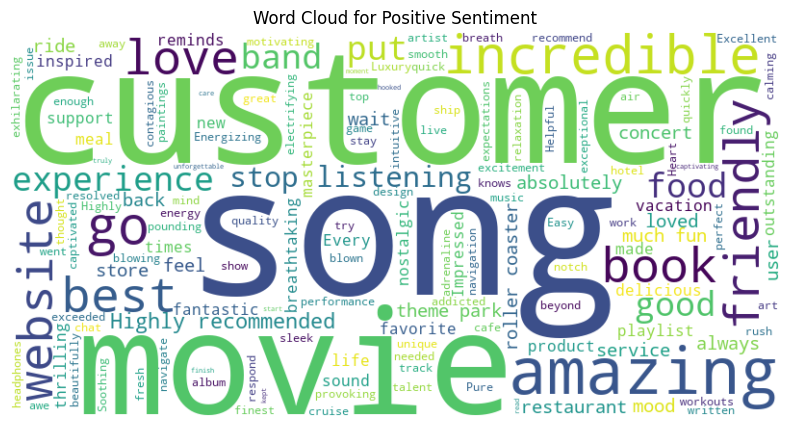 Word Cloud for Positive Sentiment
exhilarating
issue
ride
inspired
away
reminds
love
motivating
band
put
artist
smooth
Luxuryquick
breath
recommend
incredible
Excellent
calming
customer
enough
support
meal
contagious
paintings
new
Energizing
great
care
electrifying
masterpiece
moment
top
wait
game
stay
hooked
intuitive
live
ship
knows
expectations
relaxation
Helpful
air
exceptional
concert
quickly
found
truly
unforgettable
experience
stop listening
design
excitement
music
absolutely
hotel
food
Heart
captivating
vacation
friendly
outstanding
user
website
thought
went
resolved
Highly
captivated
back
mind
energy
pounding
blowing
times
go
quality
show
song
try
Every
blown
breathtaking
nostalgic
Impressed
adrenaline
navigation
roller coaster
Easy
notch
beyond
work
loved
much fun
made
book
perfect
art
rush
store
feel
best
fantastic
performance
exceeded
chat
thrilling
beautifully
navigate
Highly recommended
start
sleek
favorite
addicted
theme park
cafe
delicious
good
playlist
always
product
service
headphones
awe
Soothing
fresh
finish
album
respond
kept
finest
life
sound
provoking
cruise
movie
unique
needed
track
talent
Pure
read
amazing
restaurant
mood
workouts
written